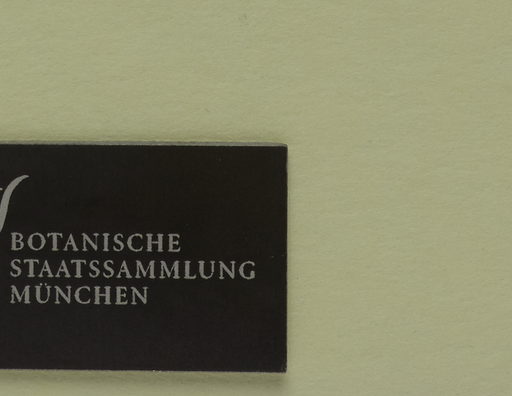 BOTANISCHE
STAATSSAMMLUNG
MÜNCHEN